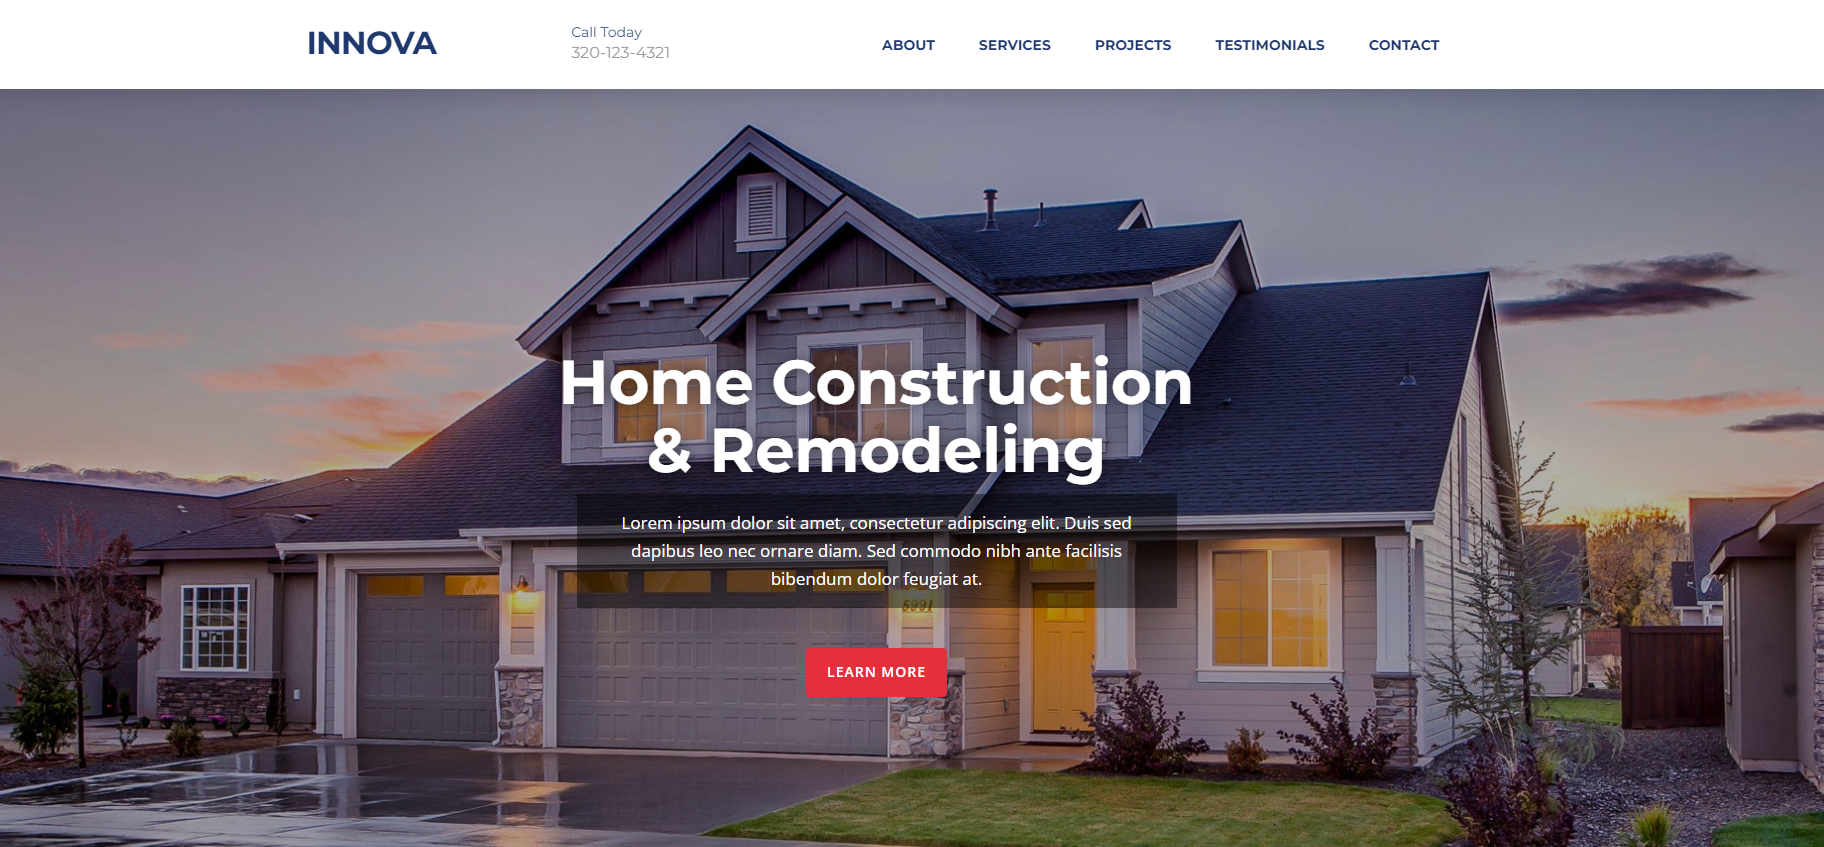 INNOVA
Call Today
320-123-4321
ABOUT
SERVICES
PROJECTS
TESTIMONIALS
CONTACT
Home Construction
& Remodeling
Lorem ipsum dolor sit amet, consectetur adipiscing elit. Duis sed
dapibus leo nec ornare diam. Sed commodo nibh ante facilisis
bibendum dolor feugiat at.
5991
LEARN MORE